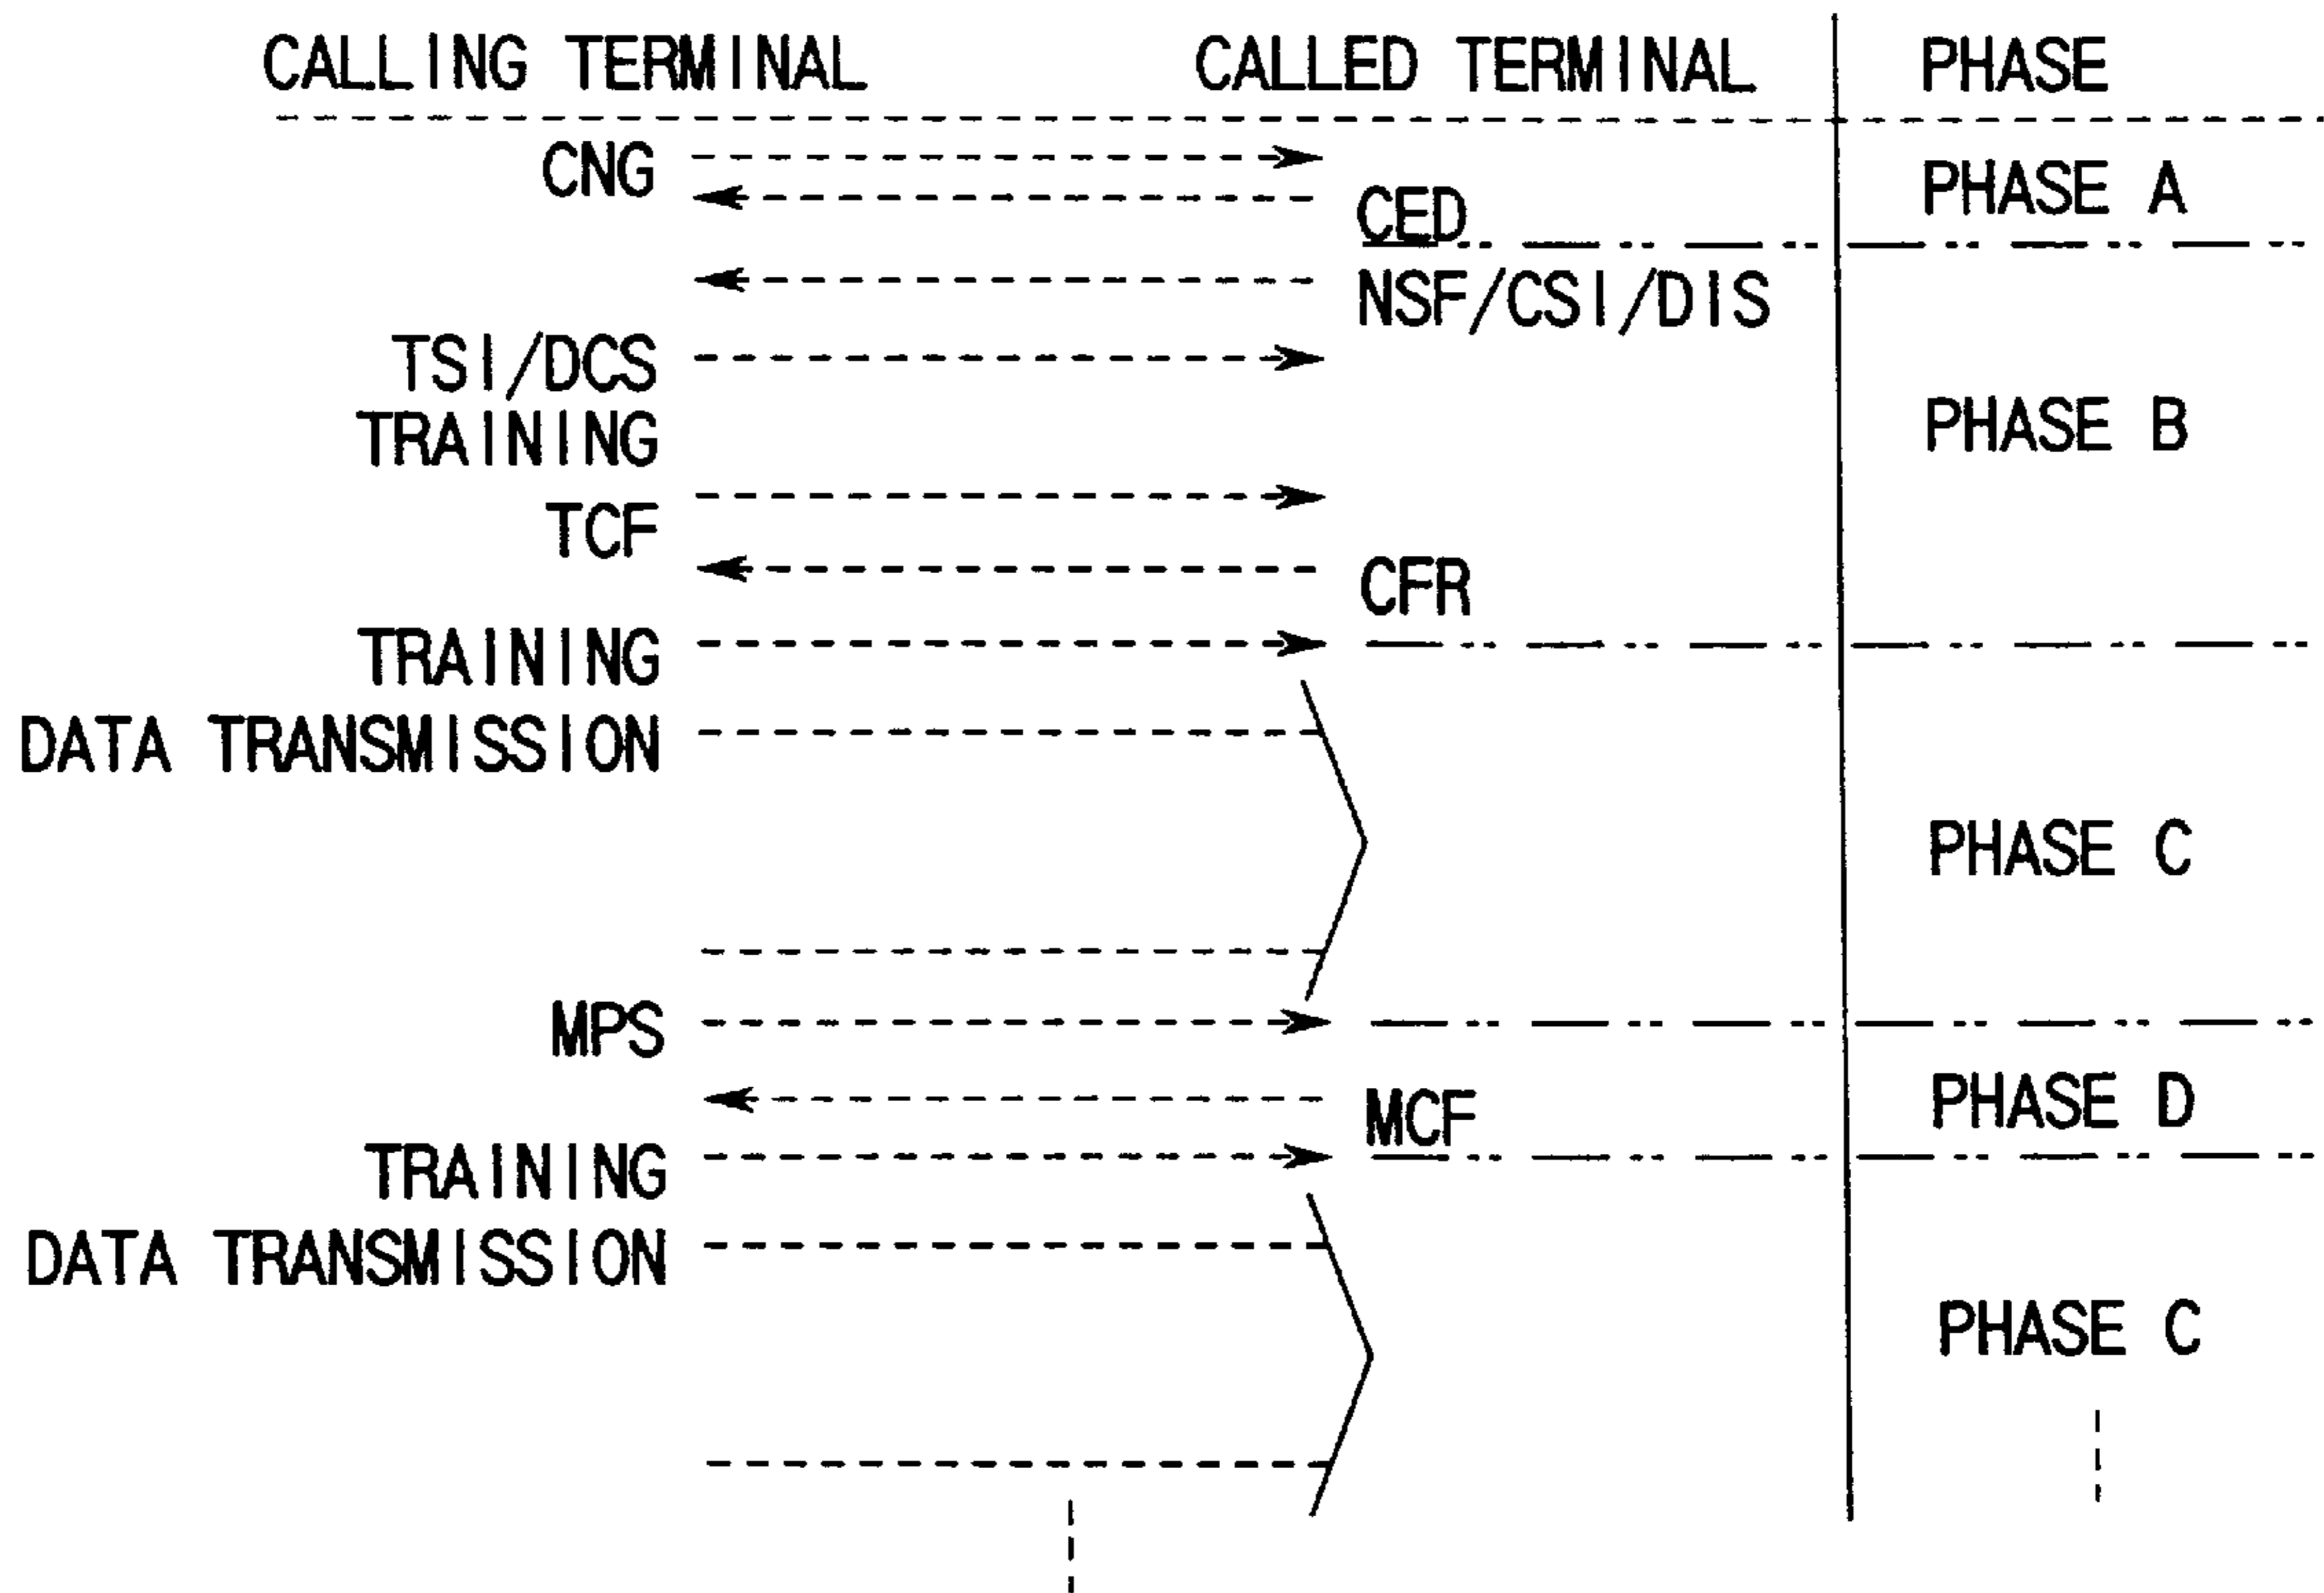 CALLING TERMINAL CALLED TERMINAL PHASE
CNG
PHASE A
CED
NSF/CSI/DIS
TSI/DCS
TRAINING
PHASE B
TCF
CFR
TRAINING
DATA TRANSMISSION
PHASE C
MPS
PHASE D
MCF
TRAINING
DATA TRANSMISSION
PHASE C